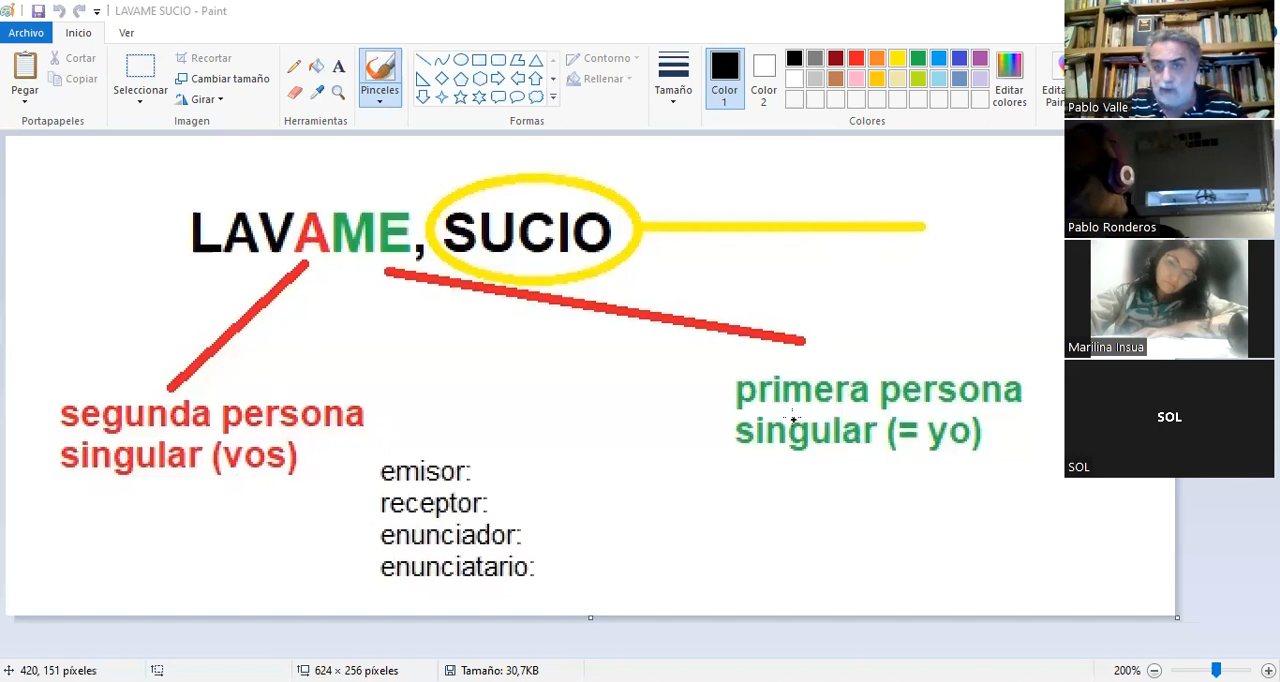 LAVAME SUCIO - Paint
Archivo
Inicio
Ver
Pegar
Cortar
Copiar
Portapapeles
Seleccionar
Recortar
Cambiar tamaño
Girar
Imagen
A
Herramientas
Pinceles
Contorno
Rellenar
Formas
Tamaño
Color
1
Color
2
Editar
colores
Colores
LAVAME, SUCIO
segunda persona
singular (vos)
primera persona
singular (= yo)
emisor:
receptor:
enunciador:
enunciatario:
Pablo Valle
Pablo Ronderos
Marilina Insua
SOL
SOL
420, 151 píxeles
624 × 256 píxeles
Tamaño: 30,7KB
200%